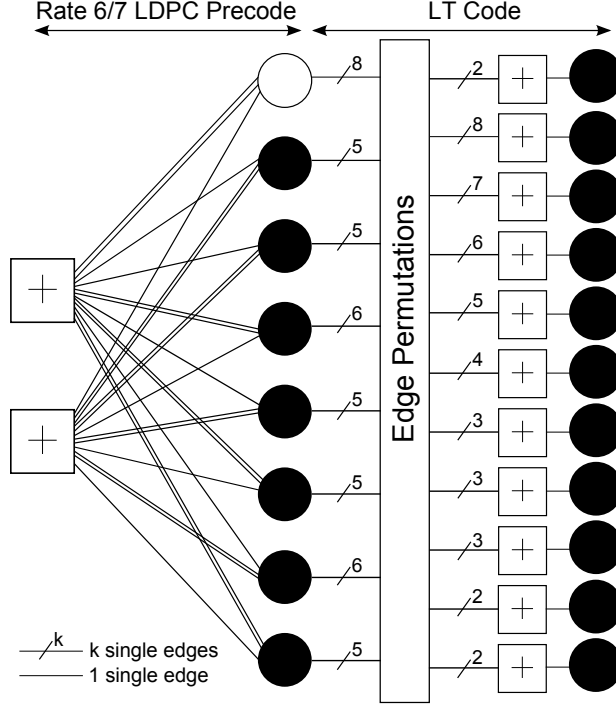 Rate 6/7 LDPC Precode LT Code
8 2 +
5 8 +
5 7 +
+ 6 6 +
5 5 +
+ 5 4 +
6 3 +
5 3 +
3 +
2 +
2 +
Edge Permutations
k k single edges
1 single edge